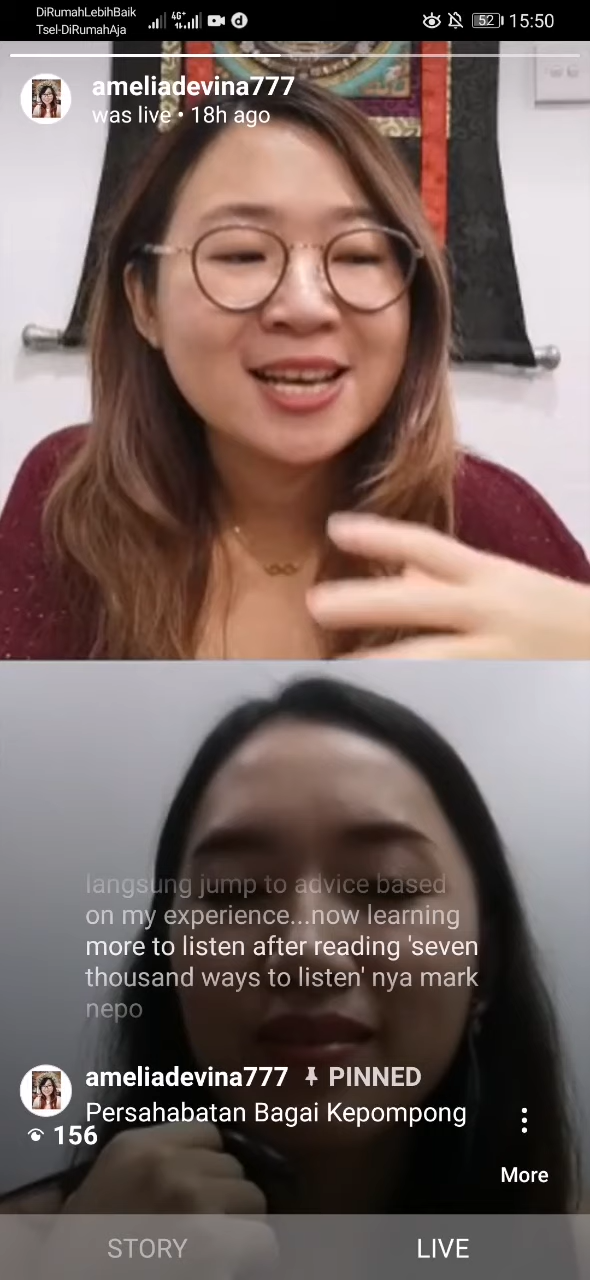 DiRumahLebihBaik
Tsel-DiRumahAja
4G+
52
15:50
ameliadevina777
was live • 18h ago
langsung jump to advice based
on my experience...now learning
more to listen after reading 'seven
thousand ways to listen' nya mark
nepo
ameliadevina777 PINNED
Persahabatan Bagai Kepompong
156
More
STORY
LIVE